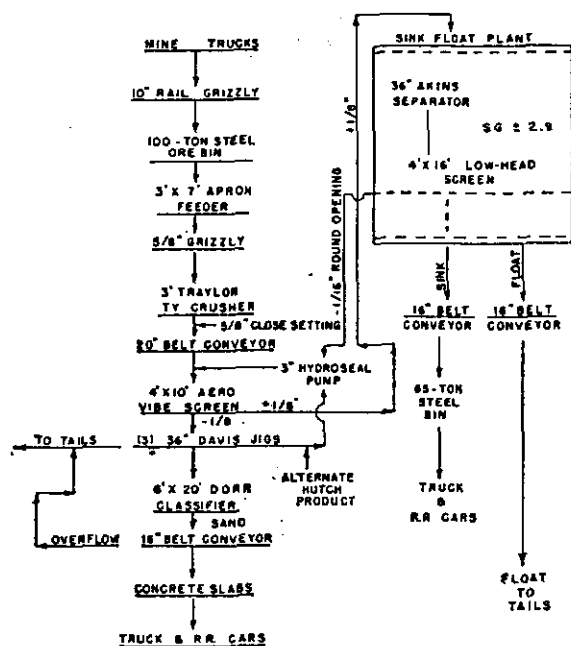 MINE TRUCKS
10" RAIL GRIZZLY
100-TON STEEL
ORE BIN
3' X 7' APRON
FEEDER
5/8" GRIZZLY
3' TRAYLOR
TY CRUSHER
5/8" CLOSE SETTING
20" BELT CONVEYOR
3" HYDROSEAL
PUMP
4' X 10' AERO
VIBE SCREEN +1/8"
-1/8
TO TAILS
(3) 36" DAVIS JIGS
ALTERNATE
HUTCH
PRODUCT
6' X 20' DORR
CLASSIFIER
SAND
OVERFLOW
18" BELT CONVEYOR
CONCRETE SLABS
TRUCK & R.R. CARS
+1/8"
-1/16" ROUND OPENING
SINK FLOAT PLANT
36" AKINS
SEPARATOR
SG ± 2.9
4' X 16' LOW-HEAD
SCREEN
SINK
FLOAT
16" BELT
CONVEYOR
16" BELT
CONVEYOR
65-TON
STEEL
BIN
TRUCK
&
R.R. CARS
FLOAT
TO
TAILS